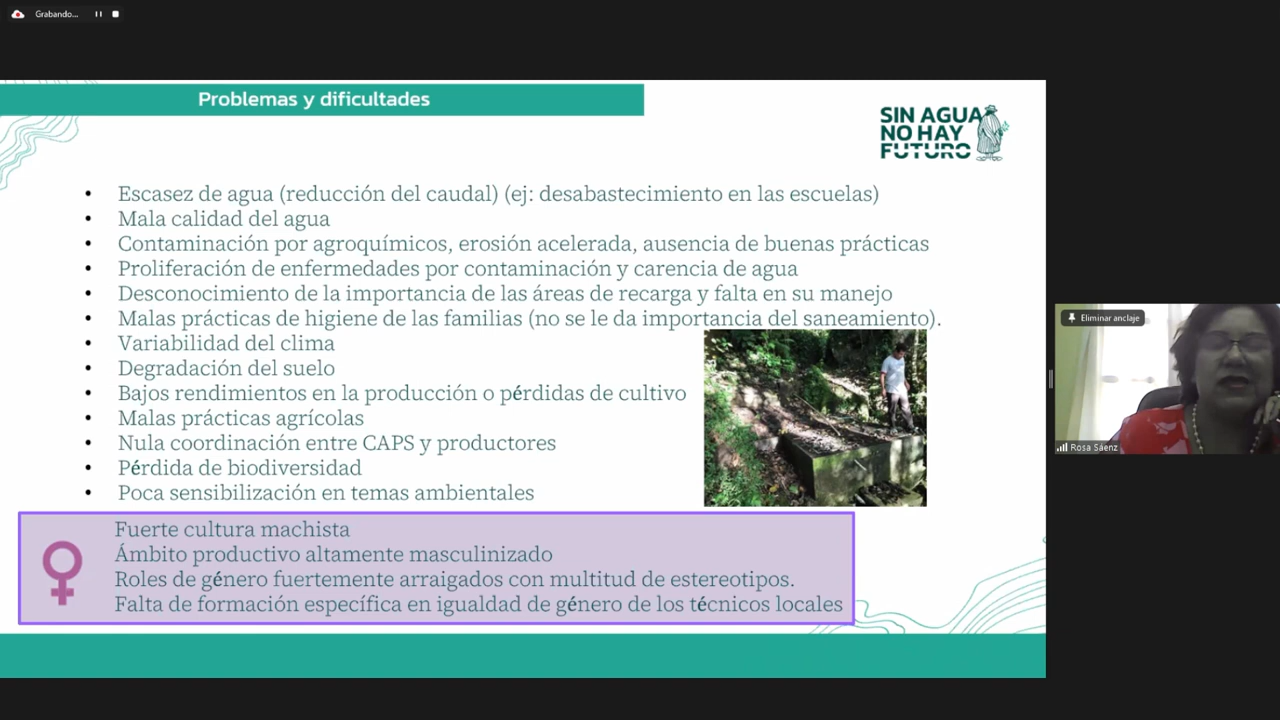 Grabando...
Problemas y dificultades
SIN AGUA
NO HAY
FUTURO
• Escasez de agua (reducción del caudal) (ej: desabastecimiento en las escuelas)
• Mala calidad del agua
• Contaminación por agroquímicos, erosión acelerada, ausencia de buenas prácticas
• Proliferación de enfermedades por contaminación y carencia de agua
• Desconocimiento de la importancia de las áreas de recarga y falta en su manejo
• Malas prácticas de higiene de las familias (no se le da importancia del saneamiento).
• Variabilidad del clima
• Degradación del suelo
• Bajos rendimientos en la producción o pérdidas de cultivo
• Malas prácticas agrícolas
• Nula coordinación entre CAPS y productores
• Pérdida de biodiversidad
• Poca sensibilización en temas ambientales
Fuerte cultura machista
Ámbito productivo altamente masculinizado
Roles de género fuertemente arraigados con multitud de estereotipos.
Falta de formación específica en igualdad de género de los técnicos locales
Eliminar anclaje
Rosa Sáenz